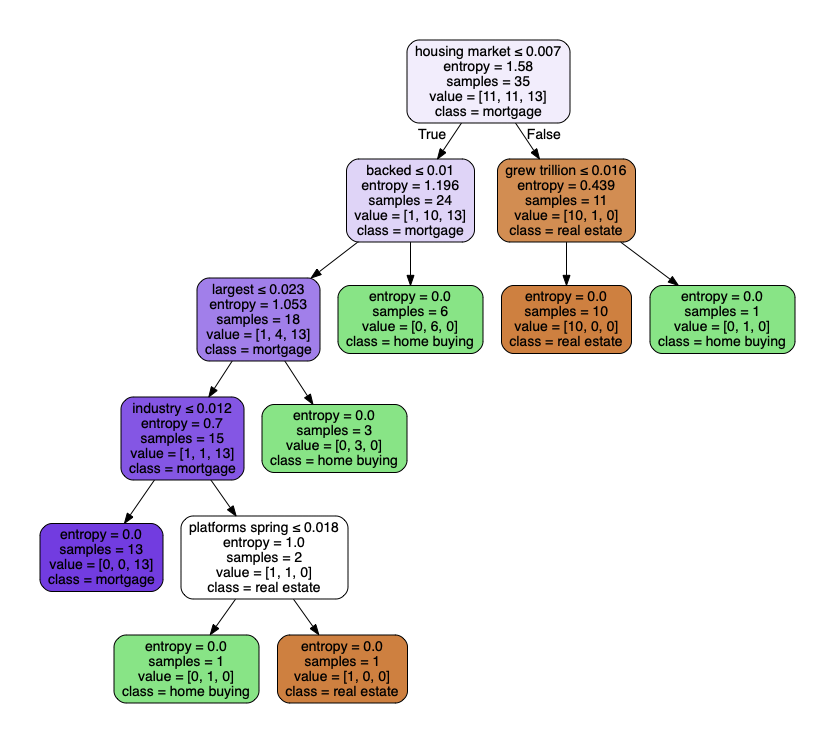 housing market ≤ 0.007
entropy = 1.58
samples = 35
value = [11, 11, 13]
class = mortgage
True
False
backed ≤ 0.01
entropy = 1.196
samples = 24
value = [1, 10, 13]
class = mortgage
grew trillion ≤ 0.016
entropy = 0.439
samples = 11
value = [10, 1, 0]
class = real estate
largest ≤ 0.023
entropy = 1.053
samples = 18
value = [1, 4, 13]
class = mortgage
entropy = 0.0
samples = 6
value = [0, 6, 0]
class = home buying
entropy = 0.0
samples = 10
value = [10, 0, 0]
class = real estate
entropy = 0.0
samples = 1
value = [0, 1, 0]
class = home buying
industry ≤ 0.012
entropy = 0.7
samples = 15
value = [1, 1, 13]
class = mortgage
entropy = 0.0
samples = 3
value = [0, 3, 0]
class = home buying
entropy = 0.0
samples = 13
value = [0, 0, 13]
class = mortgage
platforms spring ≤ 0.018
entropy = 1.0
samples = 2
value = [1, 1, 0]
class = real estate
entropy = 0.0
samples = 1
value = [0, 1, 0]
class = home buying
entropy = 0.0
samples = 1
value = [1, 0, 0]
class = real estate